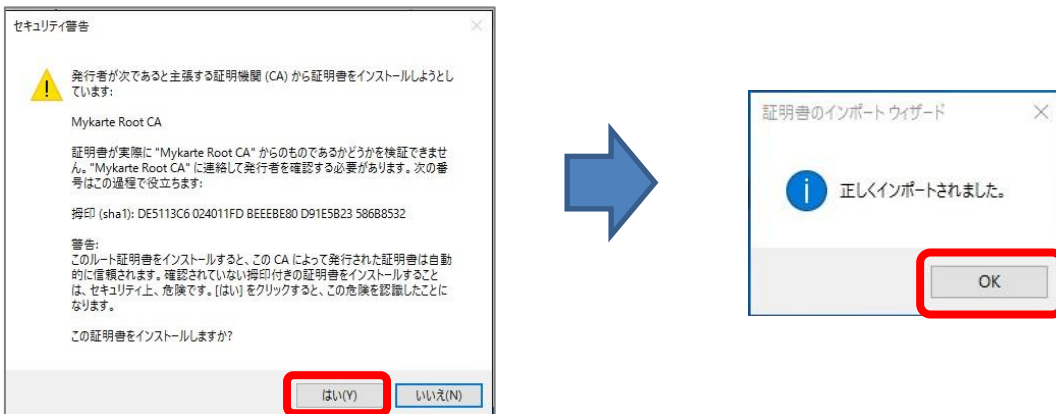 セキュリティ警告
発行者が次であると主張する証明機関 (CA) から証明書をインストールしようとし
ています:
Mykarte Root CA
証明書が実際に "Mykarte Root CA" からのものであるかどうかを検証できませ
ん。"Mykarte Root CA" に連絡して発行者を確認する必要があります。次の番
号はこの過程で役立ちます:
拇印 (sha1): DE5113C6 024011FD BEEEBE80 D91E5B23 586B8532
警告:
このルート証明書をインストールすると、この CA によって発行された証明書は自動
的に信頼されます。確認されていない拇印付きの証明書をインストールすること
は、セキュリティ上、危険です。[はい] をクリックすると、この危険を認識したことに
なります。
この証明書をインストールしますか?
はい(Y)
いいえ(N)
証明書のインポート ウィザード
正しくインポートされました。
OK